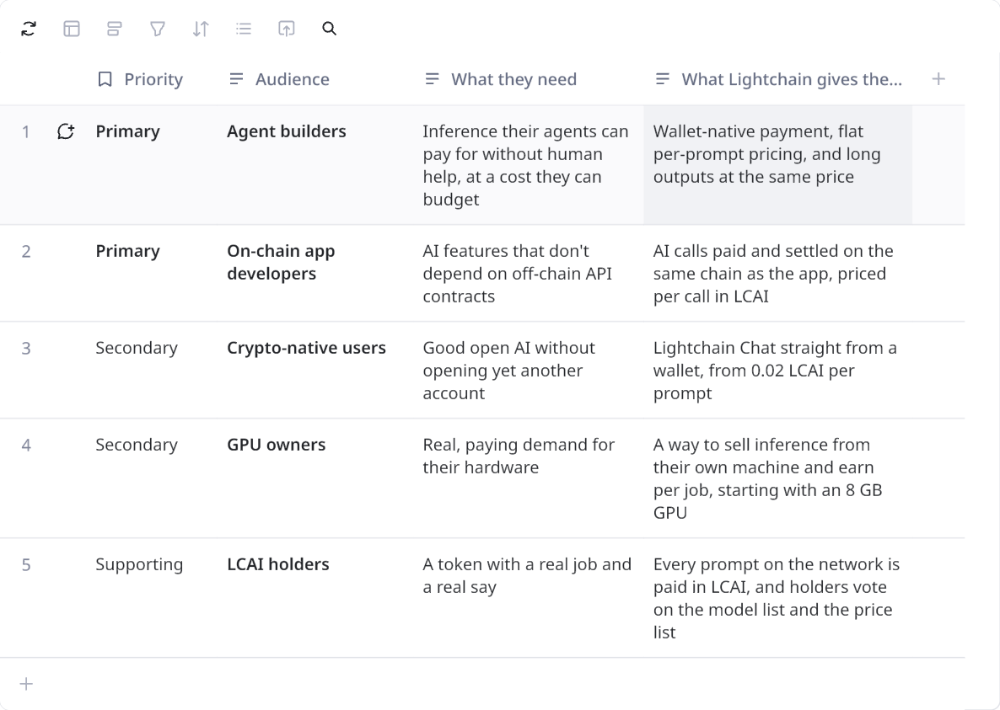 Priority
Audience
What they need
What Lightchain gives the...
1
Primary
Agent builders
Inference their agents can
pay for without human
help, at a cost they can
budget
Wallet-native payment, flat
per-prompt pricing, and long
outputs at the same price
2
Primary
On-chain app
developers
AI features that don't
depend on off-chain API
contracts
AI calls paid and settled on the
same chain as the app, priced
per call in LCAI
3
Secondary
Crypto-native users
Good open AI without
opening yet another
account
Lightchain Chat straight from a
wallet, from 0.02 LCAI per
prompt
4
Secondary
GPU owners
Real, paying demand for
their hardware
A way to sell inference from
their own machine and earn
per job, starting with an 8 GB
GPU
5
Supporting
LCAI holders
A token with a real job and
a real say
Every prompt on the network is
paid in LCAI, and holders vote
on the model list and the price
list